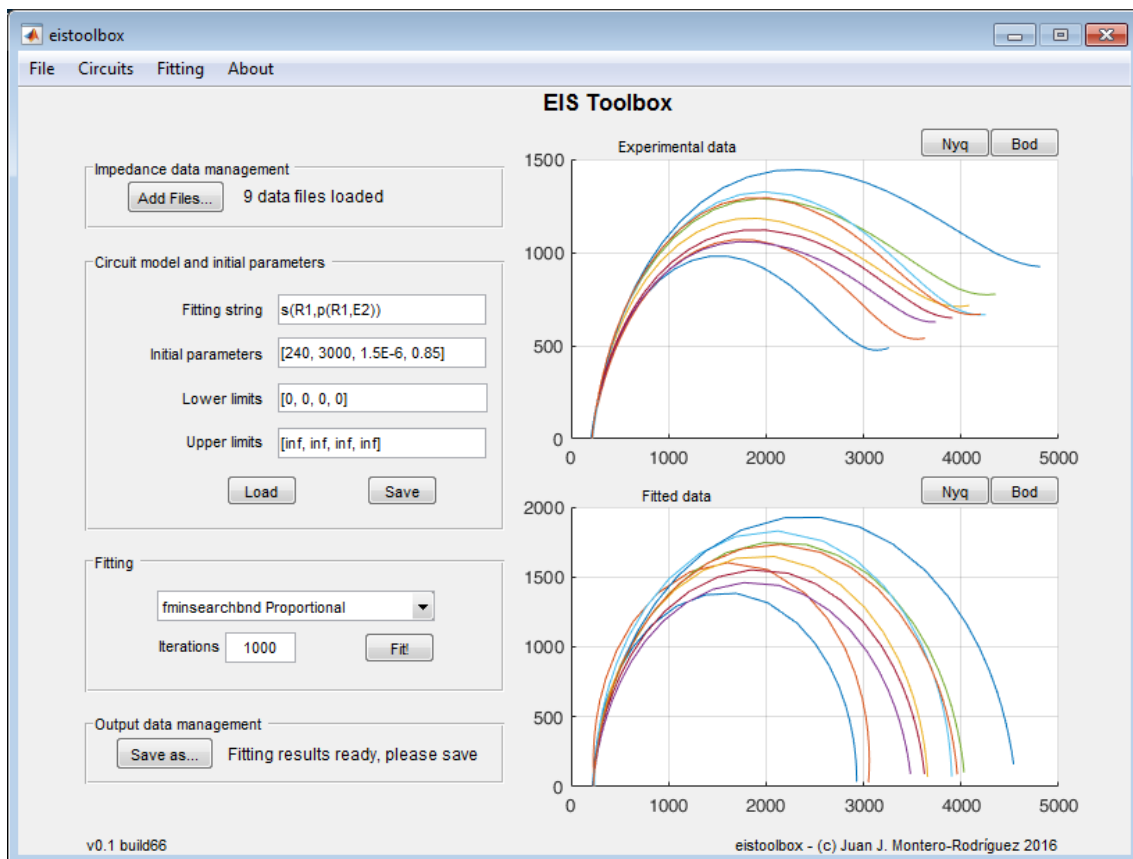 eistoolbox
File Circuits Fitting About
EIS Toolbox
Impedance data management
Add Files... 9 data files loaded
Circuit model and initial parameters
Fitting string s(R1,p(R1,E2))
Initial parameters [240, 3000, 1.5E-6, 0.85]
Lower limits [0, 0, 0, 0]
Upper limits [inf, inf, inf, inf]
Load Save
Fitting
fminsearchbnd Proportional
Iterations 1000 Fit!
Output data management
Save as... Fitting results ready, please save
v0.1 build66
Experimental data Nyq Bod
1500
1000
500
0
0 1000 2000 3000 4000 5000
Fitted data Nyq Bod
2000
1500
1000
500
0
0 1000 2000 3000 4000 5000
eistoolbox - (c) Juan J. Montero-Rodríguez 2016